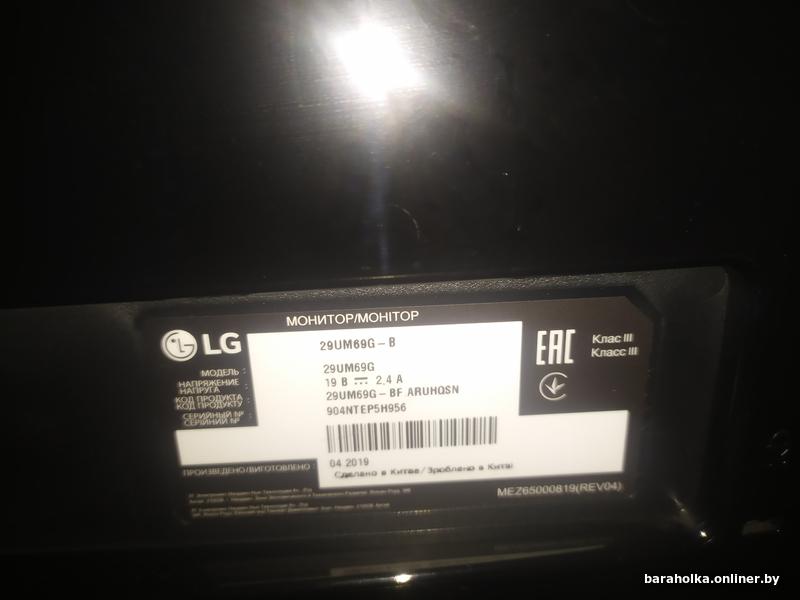 МОНИТОР/МОНІТОР
LG
29UM69G-B
EAC
Клас III
Класс III
МОДЕЛЬ : 29UM69G
НАПРЯЖЕНИЕ
НАПРУГА : 19 В ⎓ 2,4 А
КОД ПРОДУКТА
КОД ПРОДУКТУ : 29UM69G-BF ARUHQSN
СЕРИЙНЫЙ №
СЕРІЙНИЙ № : 904NTEP5H956
ПРОИЗВЕДЕНО/ВИГОТОВЛЕНО : 04.2019
Сделано в Китае/Зроблено в Китаї
MEZ65000819(REV04)
baraholka.onliner.by